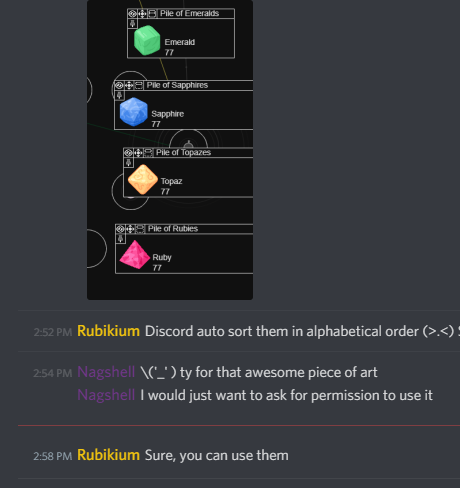 Pile of Emeralds
Emerald
77
Pile of Sapphires
Sapphire
77
Pile of Topazes
Topaz
77
Pile of Rubies
Ruby
77
2:52 PM Rubikium Discord auto sort them in alphabetical order (>.<)
2:54 PM Nagshell \('_' ) ty for that awesome piece of art
Nagshell I would just want to ask for permission to use it
2:58 PM Rubikium Sure, you can use them